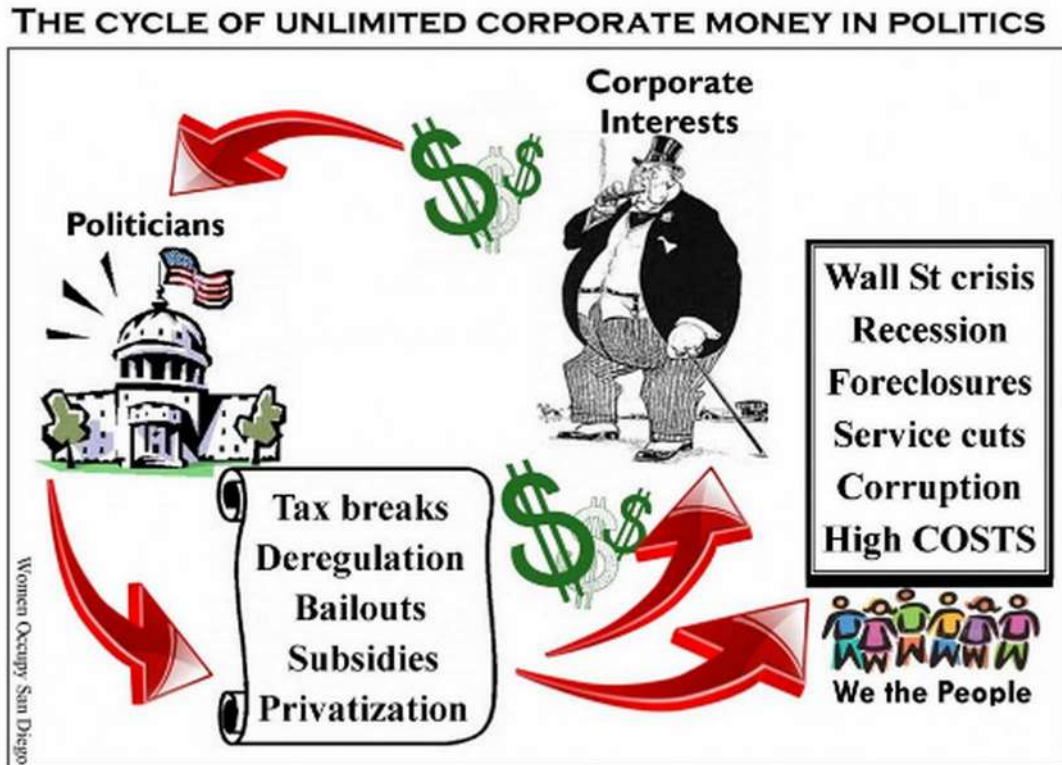 THE CYCLE OF UNLIMITED CORPORATE MONEY IN POLITICS
Corporate
Interests
$ $ $
Politicians
Wall St crisis
Recession
Foreclosures
Service cuts
Corruption
High COSTS
Tax breaks
Deregulation
Bailouts
Subsidies
Privatization
$ $ $
We the People
Women Occupy San Diego